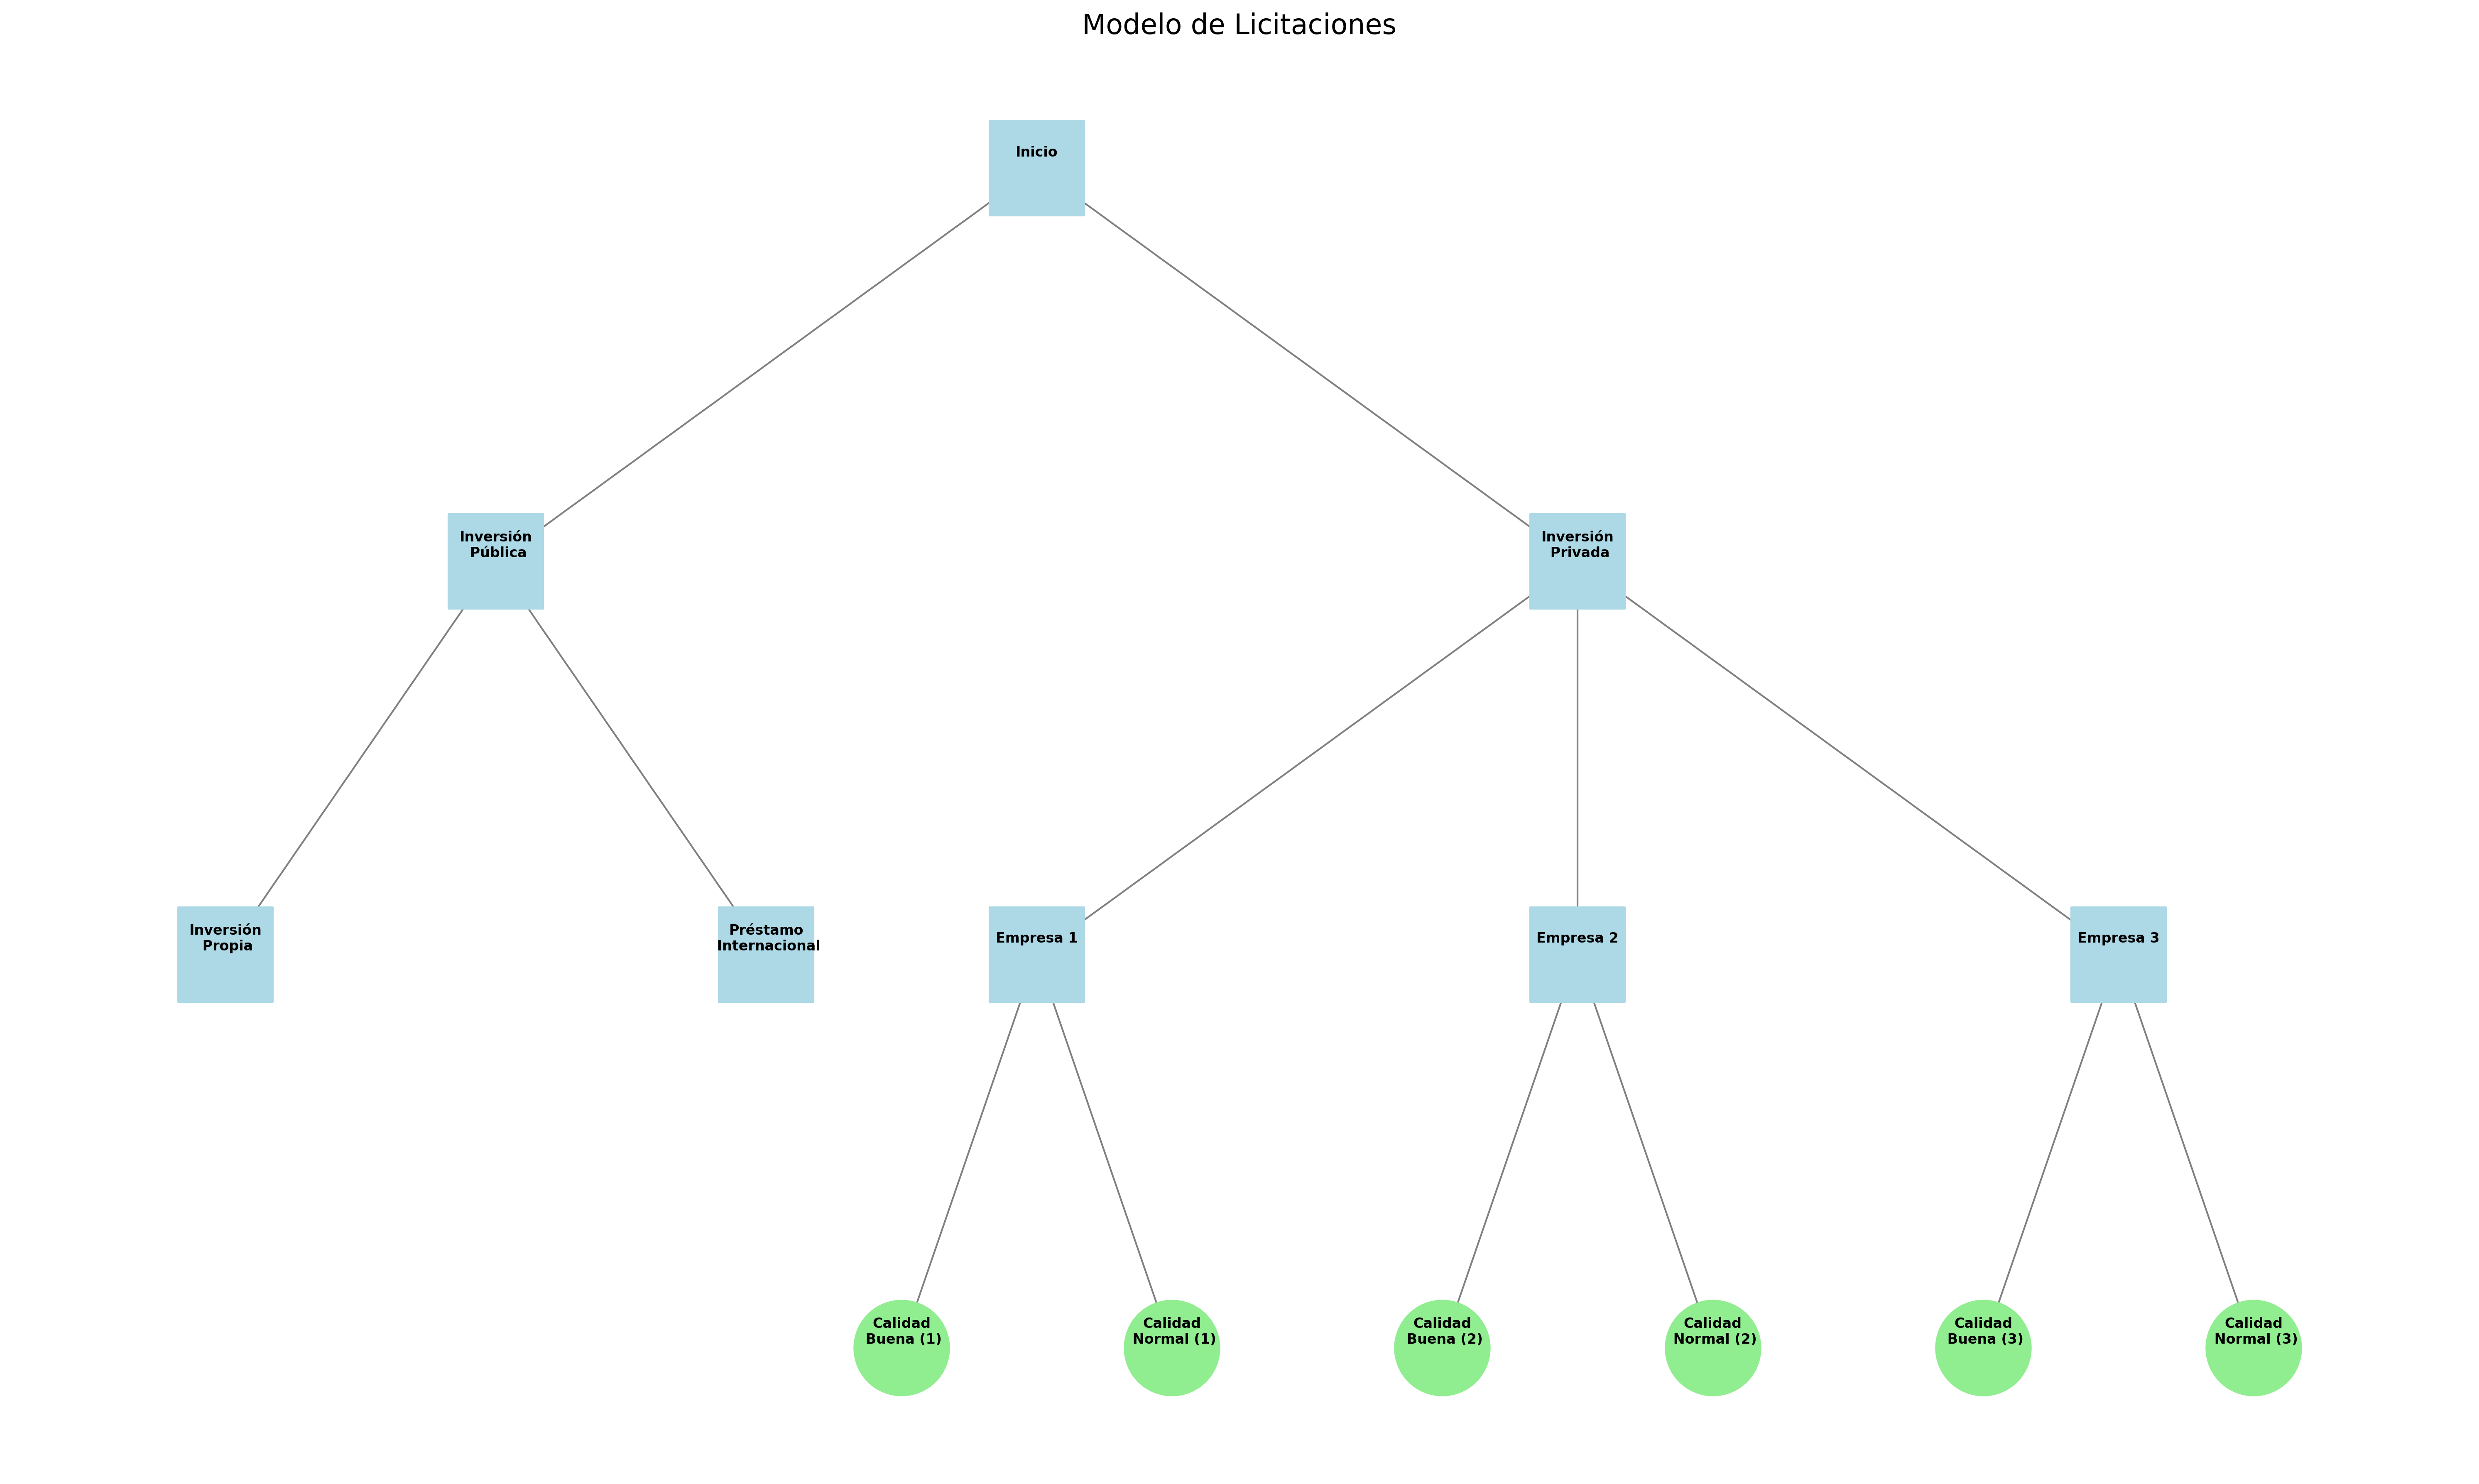 Modelo de Licitaciones
Inicio
Inversión
Pública
Inversión
Privada
Inversión
Propia
Préstamo
Internacional
Empresa 1
Empresa 2
Empresa 3
Calidad
Buena (1)
Calidad
Normal (1)
Calidad
Buena (2)
Calidad
Normal (2)
Calidad
Buena (3)
Calidad
Normal (3)